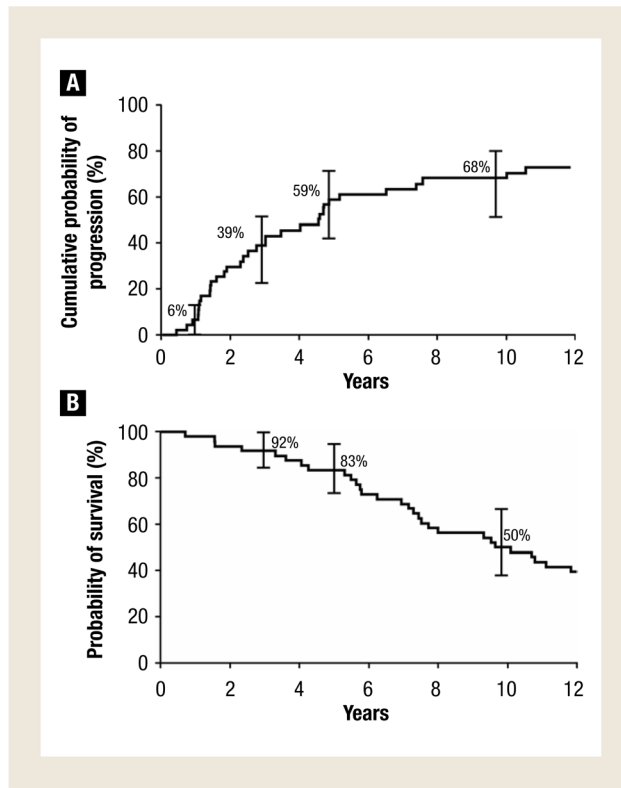 A
Cumulative probability of
progression (%)
100
80
60
40
20
0
6%
39%
59%
68%
0 2 4 6 8 10 12
Years
B
Probability of survival (%)
100
80
60
40
20
0
92%
83%
50%
0 2 4 6 8 10 12
Years